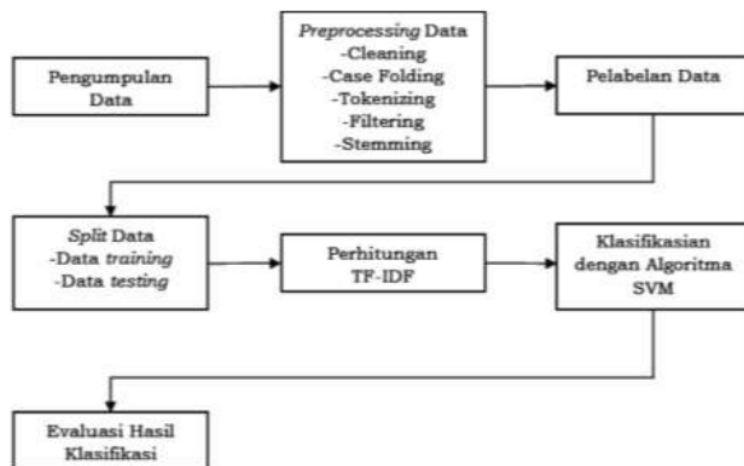 Pengumpulan
Data
Preprocessing Data
-Cleaning
-Case Folding
-Tokenizing
-Filtering
-Stemming
Pelabelan Data
Split Data
-Data training
-Data testing
Perhitungan
TF-IDF
Klasifikasian
dengan Algoritma
SVM
Evaluasi Hasil
Klasifikasi